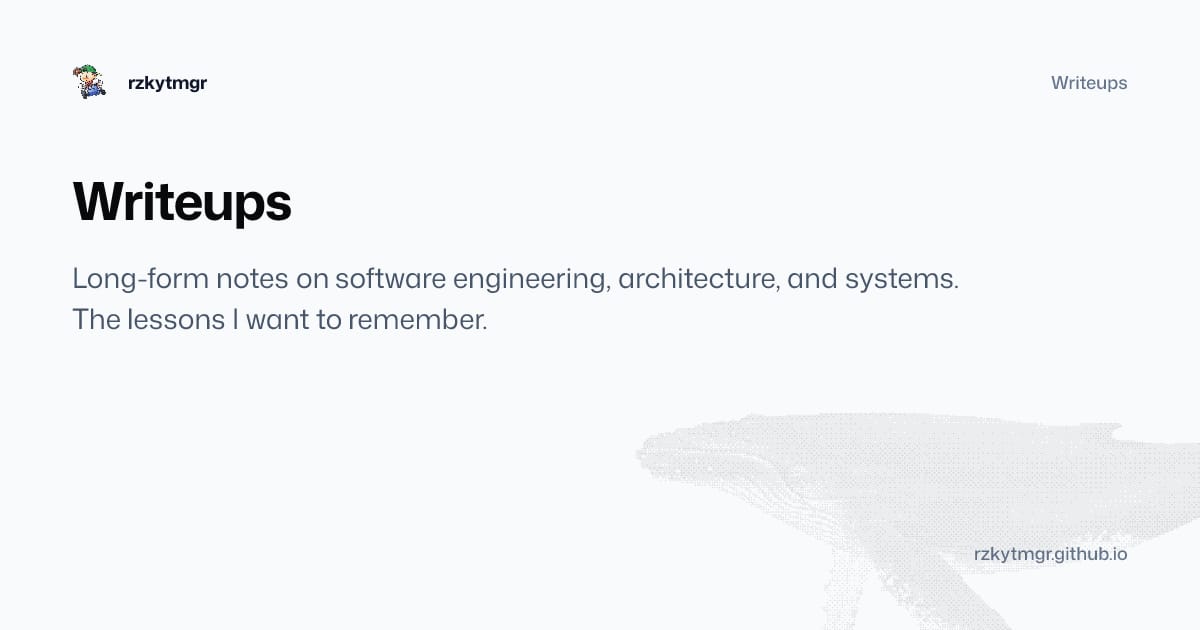 rzkytmgr
Writeups
Writeups
Long-form notes on software engineering, architecture, and systems.
The lessons I want to remember.
rzkytmgr.github.io